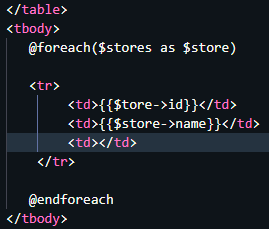 </table>
<tbody>
@foreach($stores as $store)
<tr>
<td>{{$tore->id}}</td>
<td>{{$store->name}}</td>
<td></td>
</tr>
@endforeach
</tbody>